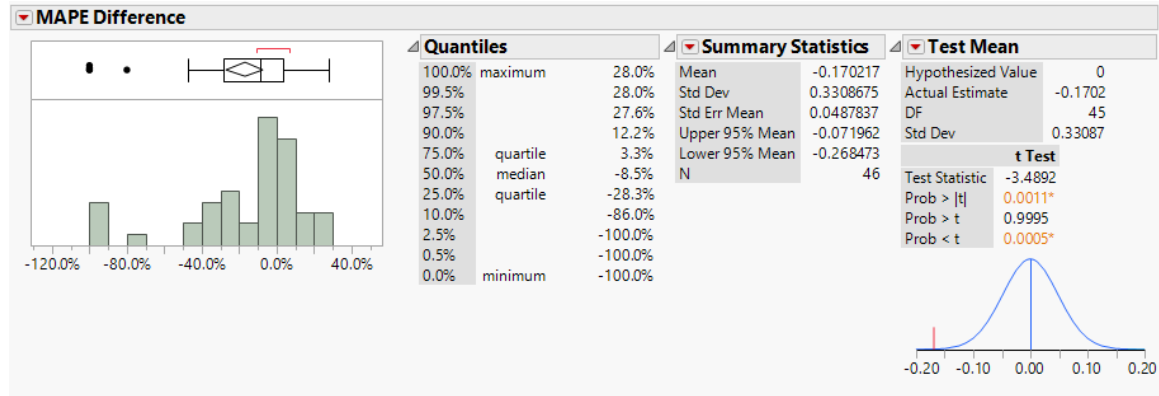 MAPE Difference
-120.0% -80.0% -40.0% 0.0% 40.0%
Quantiles
100.0% maximum 28.0%
99.5% 28.0%
97.5% 27.6%
90.0% 12.2%
75.0% quartile 3.3%
50.0% median -8.5%
25.0% quartile -28.3%
10.0% -86.0%
2.5% -100.0%
0.5% -100.0%
0.0% minimum -100.0%
Summary Statistics
Mean -0.170217
Std Dev 0.3308675
Std Err Mean 0.0487837
Upper 95% Mean -0.071962
Lower 95% Mean -0.268473
N 46
Test Mean
Hypothesized Value 0
Actual Estimate -0.1702
DF 45
Std Dev 0.33087
t Test
Test Statistic -3.4892
Prob > |t| 0.0011*
Prob > t 0.9995
Prob < t 0.0005*
-0.20 -0.10 0.00 0.10 0.20